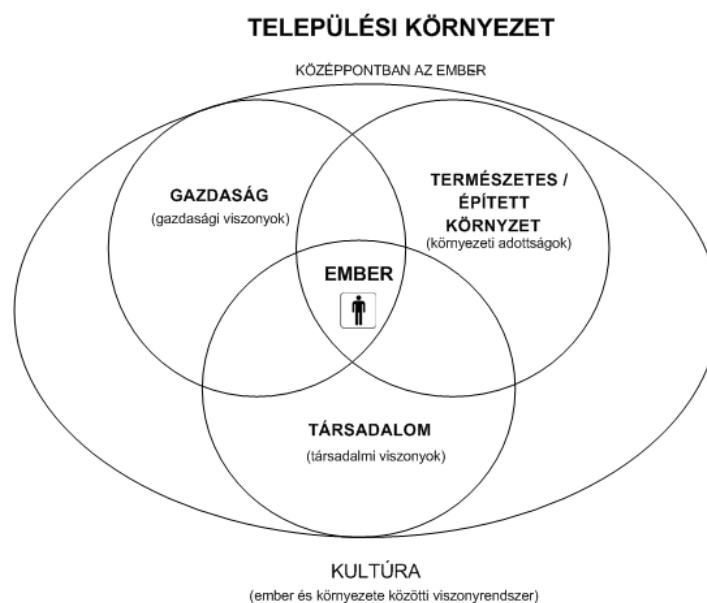 TELEPÜLÉSI KÖRNYEZET
KÖZÉPPONTBAN AZ EMBER
GAZDASÁG
(gazdasági viszonyok)
TERMÉSZETES /
ÉPÍTETT
KÖRNYZET
(környezeti adottságok)
EMBER
TÁRSADALOM
(társadalmi viszonyok)
KULTÚRA
(ember és környezete közötti viszonyrendszer)